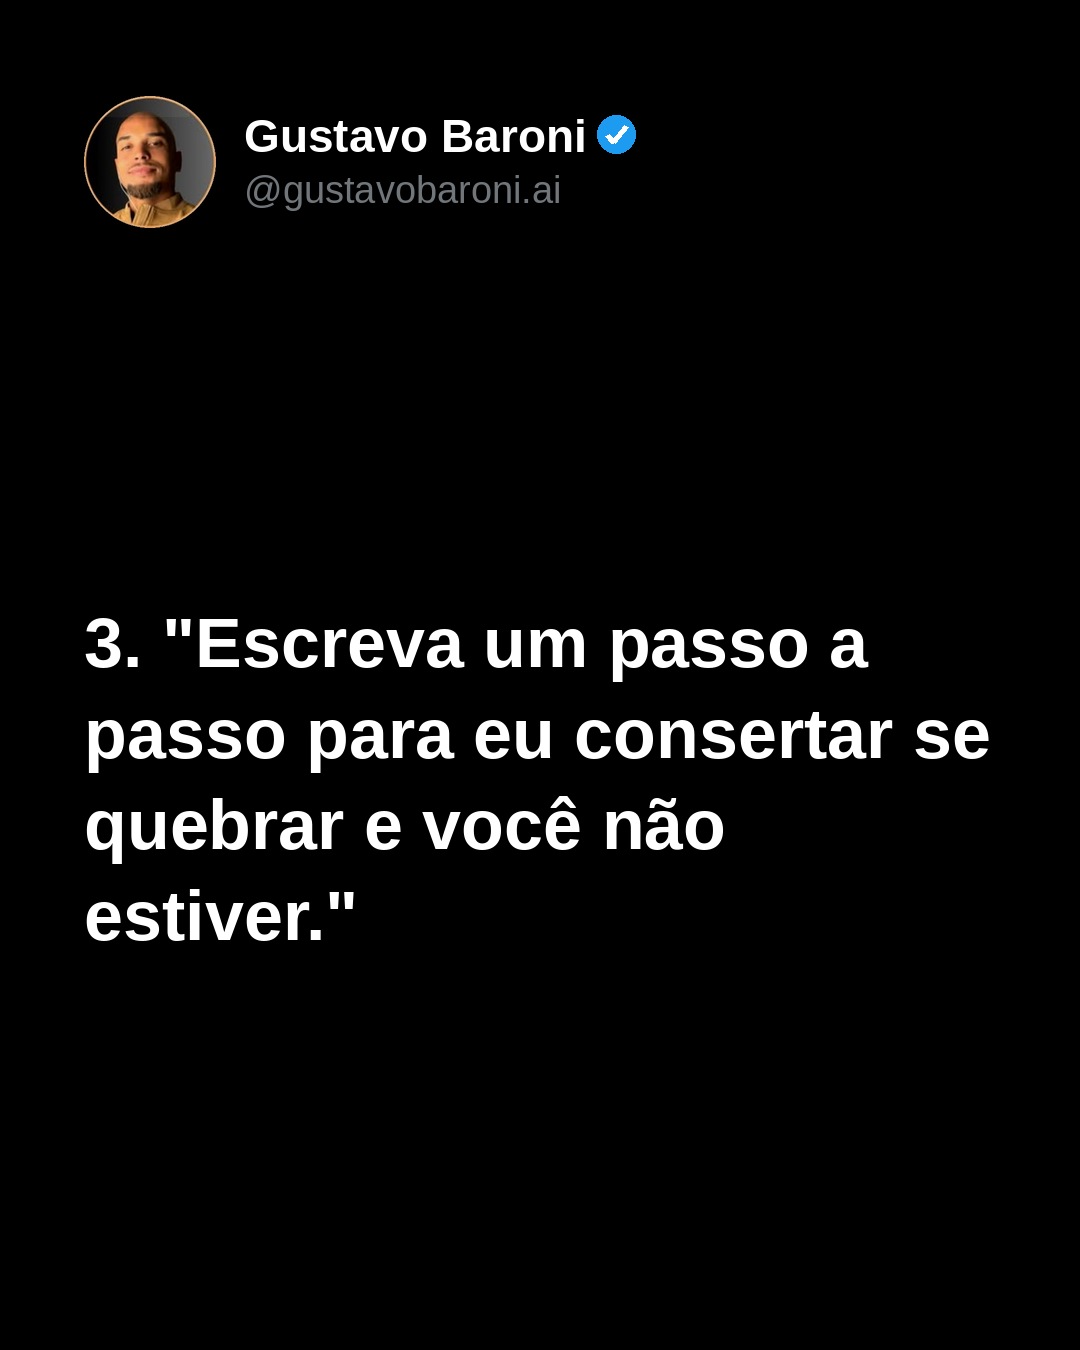 Gustavo Baroni
@gustavobaroni.ai
3. "Escreva um passo a
passo para eu consertar se
quebrar e você não
estiver."